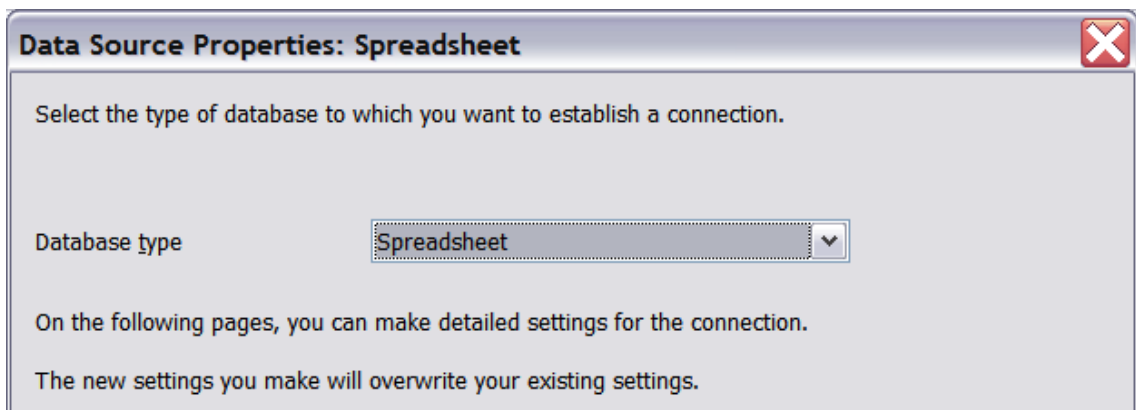 Data Source Properties: Spreadsheet
Select the type of database to which you want to establish a connection.
Database type Spreadsheet
On the following pages, you can make detailed settings for the connection.
The new settings you make will overwrite your existing settings.